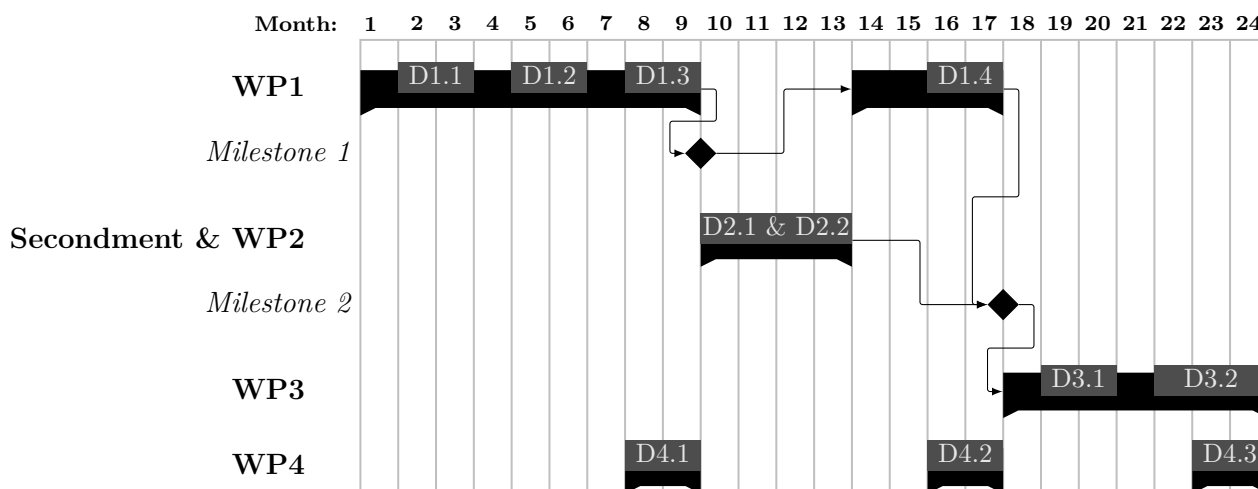 Month: 1 2 3 4 5 6 7 8 9 10 11 12 13 14 15 16 17 18 19 20 21 22 23 24
WP1 D1.1 D1.2 D1.3 D1.4
Milestone 1
Secondment & WP2 D2.1 & D2.2
Milestone 2
WP3 D3.1 D3.2
WP4 D4.1 D4.2 D4.3